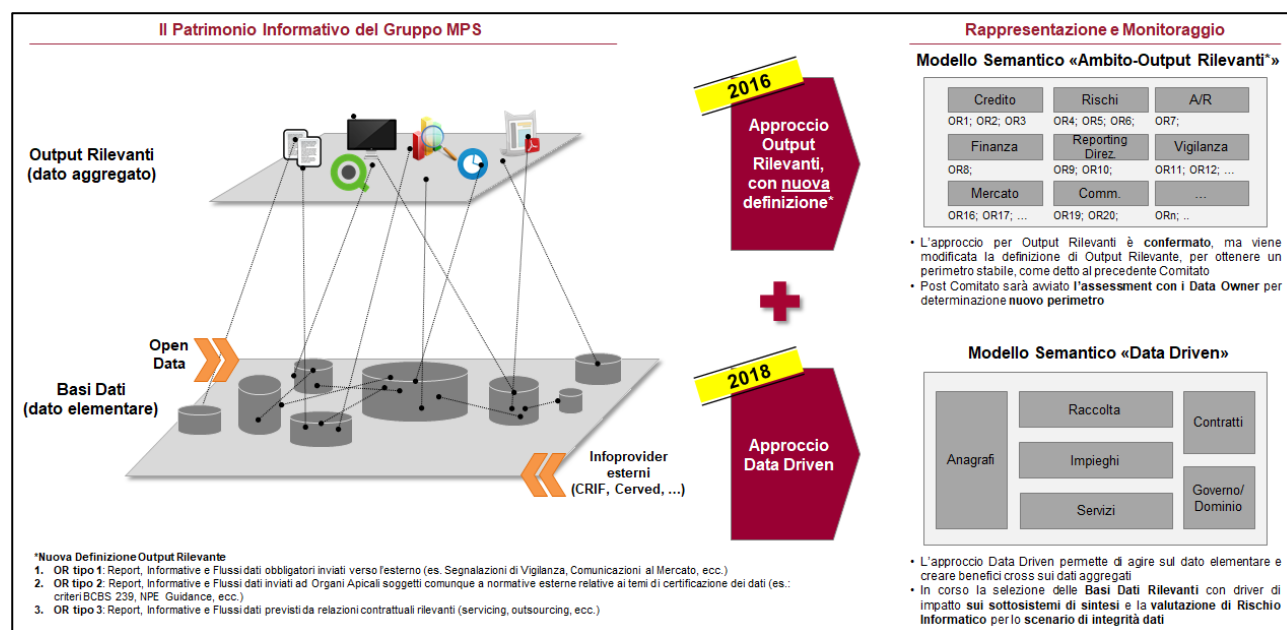 Il Patrimonio Informativo del Gruppo MPS
Output Rilevanti
(dato aggregato)
Open
Data
Basi Dati
(dato elementare)
Infoprovider
esterni
(CRIF, Cerved, …)
*Nuova Definizione Output Rilevante
1. OR tipo 1: Report, Informative e Flussi dati obbligatori inviati verso l'esterno (es. Segnalazioni di Vigilanza, Comunicazioni al Mercato, ecc.)
2. OR tipo 2: Report, Informative e Flussi dati inviati ad Organi Apicali soggetti comunque a normative esterne relative ai temi di certificazione dei dati (es.:
criteri BCBS 239, NPE Guidance, ecc.)
3. OR tipo 3: Report, Informative e Flussi dati previsti da relazioni contrattuali rilevanti (servicing, outsourcing, ecc.)
2016
Approccio
Output
Rilevanti,
con nuova
definizione*
2018
Approccio
Data Driven
Rappresentazione e Monitoraggio
Modello Semantico «Ambito-Output Rilevanti*»
Credito Rischi A/R
OR1; OR2; OR3 OR4; OR5; OR6; OR7;
Finanza Reporting Direz. Vigilanza
OR8; OR9; OR10; OR11; OR12; …
Mercato Comm. …
OR16; OR17; … OR19; OR20; ORn; ..
• L'approccio per Output Rilevanti è confermato, ma viene
modificata la definizione di Output Rilevante, per ottenere un
perimetro stabile, come detto al precedente Comitato
• Post Comitato sarà avviato l'assessment con i Data Owner per
determinazione nuovo perimetro
Modello Semantico «Data Driven»
Anagrafi
Raccolta
Impieghi
Servizi
Contratti
Governo/
Dominio
• L'approccio Data Driven permette di agire sul dato elementare e
creare benefici cross sui dati aggregati
• In corso la selezione delle Basi Dati Rilevanti con driver di
impatto sui sottosistemi di sintesi e la valutazione di Rischio
Informatico per lo scenario di integrità dati